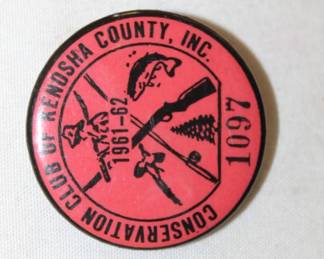 CONSERVATION CLUB OF KENOSHA COUNTY, INC.
1961-62
1097